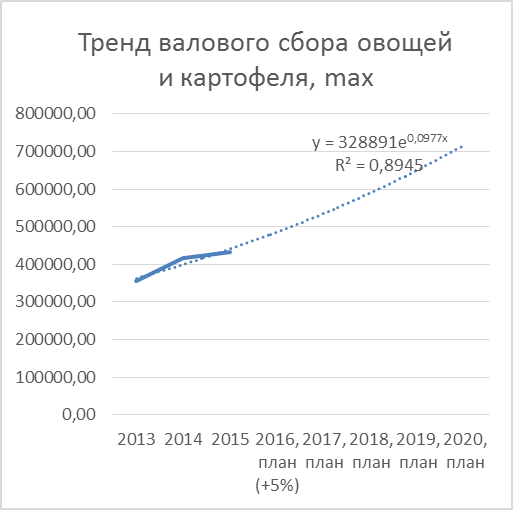 Тренд валового сбора овощей
и картофеля, max
800000,00
700000,00
600000,00
500000,00
400000,00
300000,00
200000,00
100000,00
0,00
y = 328891e^0,0977x
R² = 0,8945
2013 2014 2015 2016, 2017, 2018, 2019, 2020,
план план план план план
(+5%)